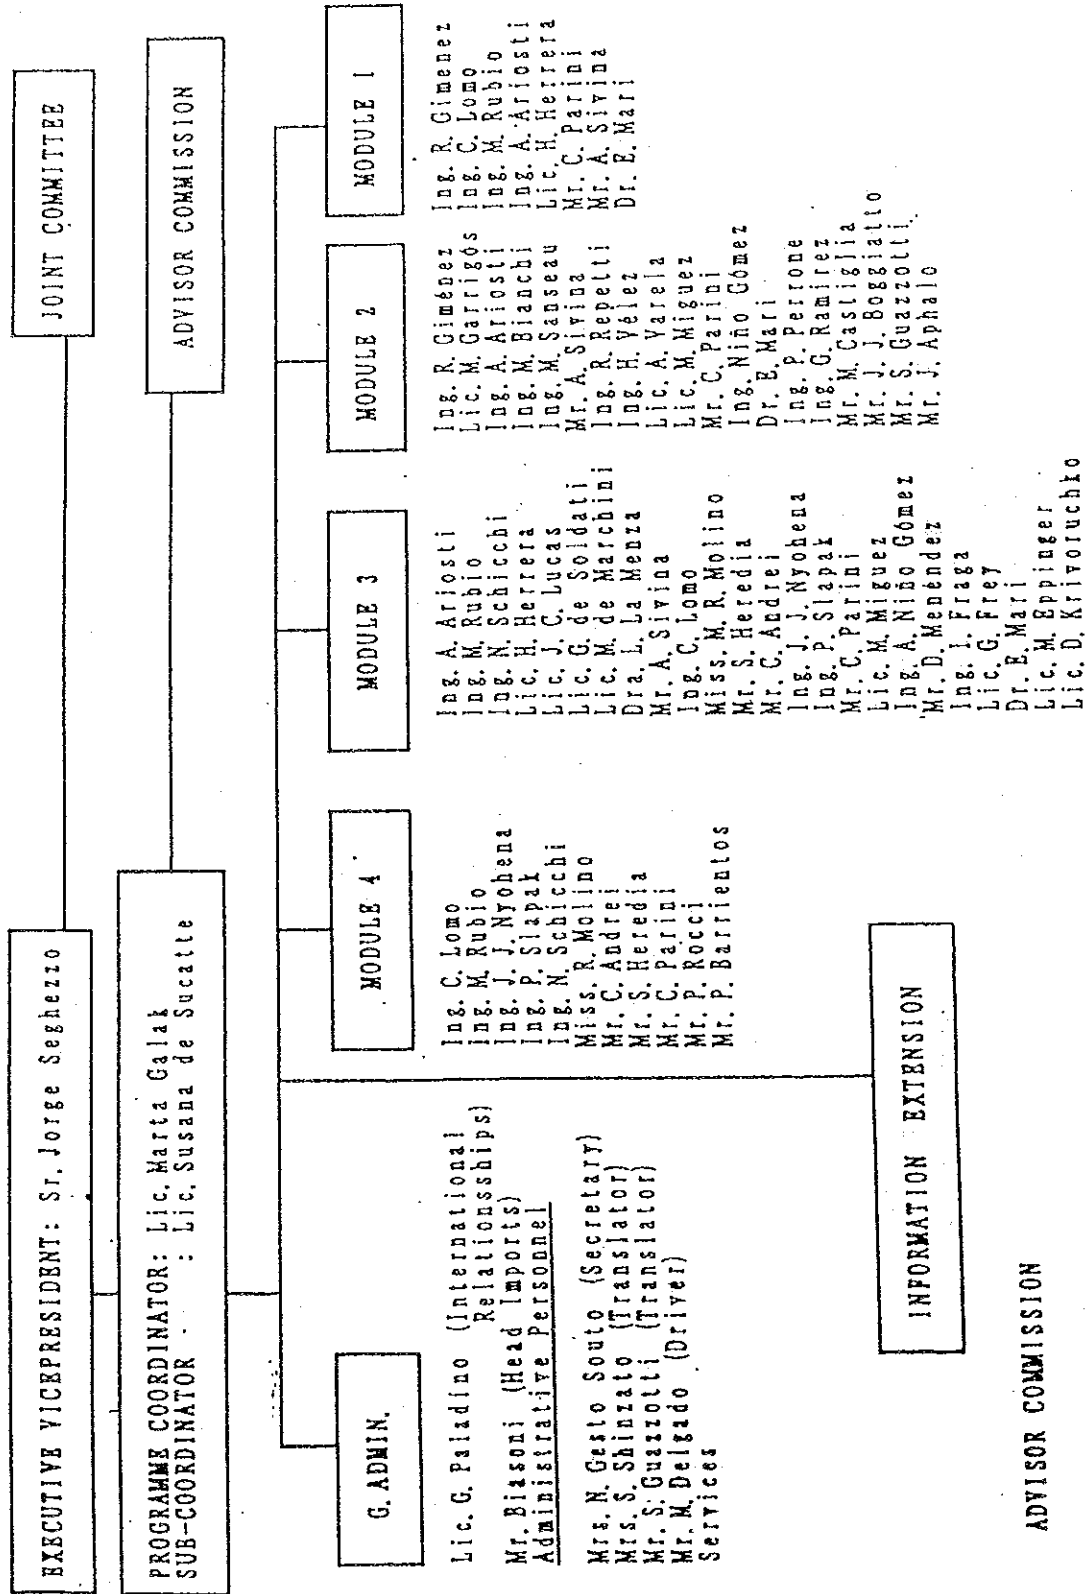 EXECUTIVE VICEPRESIDENT: Sr. Jorge Seghezzo
JOINT COMMITTEE
PROGRAMME COORDINATOR: Lic. Marta Galak
SUB-COORDINATOR - : Lic. Susana de Sucate
ADVISOR COMMISSION
G. ADMIN.
Lic. G. Paladino (International
Relationsships)
Mr. Biasoni (Head Imports)
Administrative Personnel
Mrs. N. Gesto Souto (Secretary)
Mrs. S. Shinzato (Translator)
Mr. S. Guazzotti (Translator)
Mr. M. Delgado (Driver)
Services
MODULE 4
Ing. C. Lomo
Ing. M. Rubio
Ing. J. J. Nyohena
Ing. P. Slapak
Ing. N. Schicchi
Miss. R. Molino
Mr. C. Andrei
Mr. S. Heredia
Mr. C. Parini
Mr. P. Rocci
Mr. P. Barrientos
MODULE 3
Ing. A. Ariosti
Ing. M. Rubio
Ing. N. Schicchi
Lic. H. Herrera
Lic. J. C. Lucas
Lic. G. de Soldati
Lic. M. de Marchini
Dra. L. La Menza
Mr. A. Sivina
Ing. C. Lomo
Miss. M. R. Molino
Mr. S. Heredia
Mr. C. Andrei
Ing. J. J. Nyohena
Ing. P. Slapak
Mr. C. Parini
Lic. M. Miguez
Ing. A. Niño Gómez
Mr. D. Menéndez
Ing. I. Fraga
Lic. G. Frey
Dr. E. Mari
Lic. M. Eppinger
Lic. D. Krivoruchko
MODULE 2
Ing. R. Giménez
Lic. M. Garrigós
Ing. A. Ariosti
Ing. M. Bianchi
Ing. M. Sanseau
Mr. A. Sivina
Ing. R. Repetti
Ing. H. Vélez
Lic. A. Varela
Lic. M. Miguez
Mr. C. Parini
Ing. Niño Gómez
Dr. E. Mari
Ing. P. Perrone
Ing. G. Ramirez
Mr. M. Castiglia
Mr. J. J. Boggiatto
Mr. S. Guazzotti
Mr. J. Aphalo
MODULE 1
Ing. R. Gimenez
Ing. C. Lomo
Ing. M. Rubio
Ing. A. Ariosti
Lic. H. Herrera
Mr. C. Parini
Mr. A. Sivina
Dr. E. Mari
INFORMATION EXTENSION
ADVISOR COMMISSION